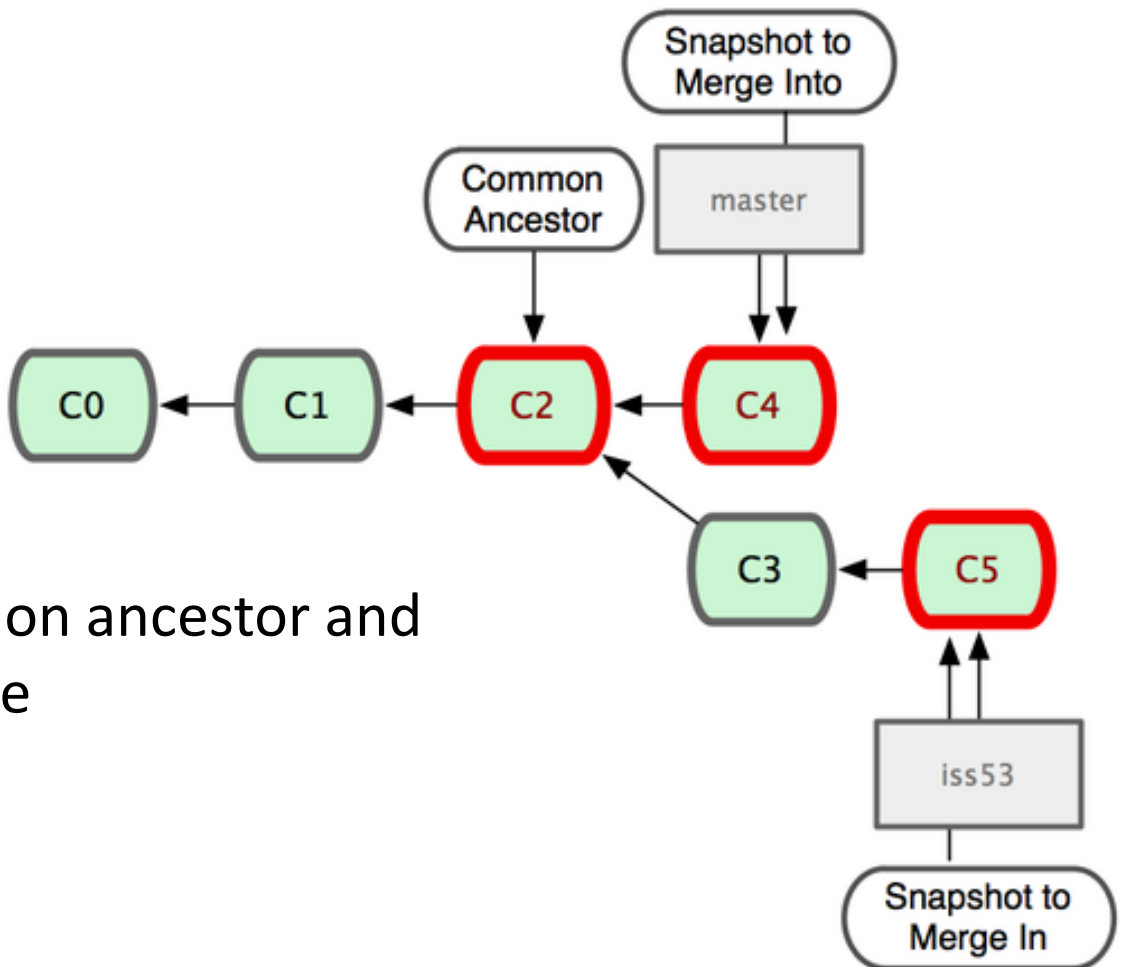 Snapshot to
Merge Into
Common
Ancestor
master
C0
C1
C2
C4
C3
C5
on ancestor and
e
iss53
Snapshot to
Merge In